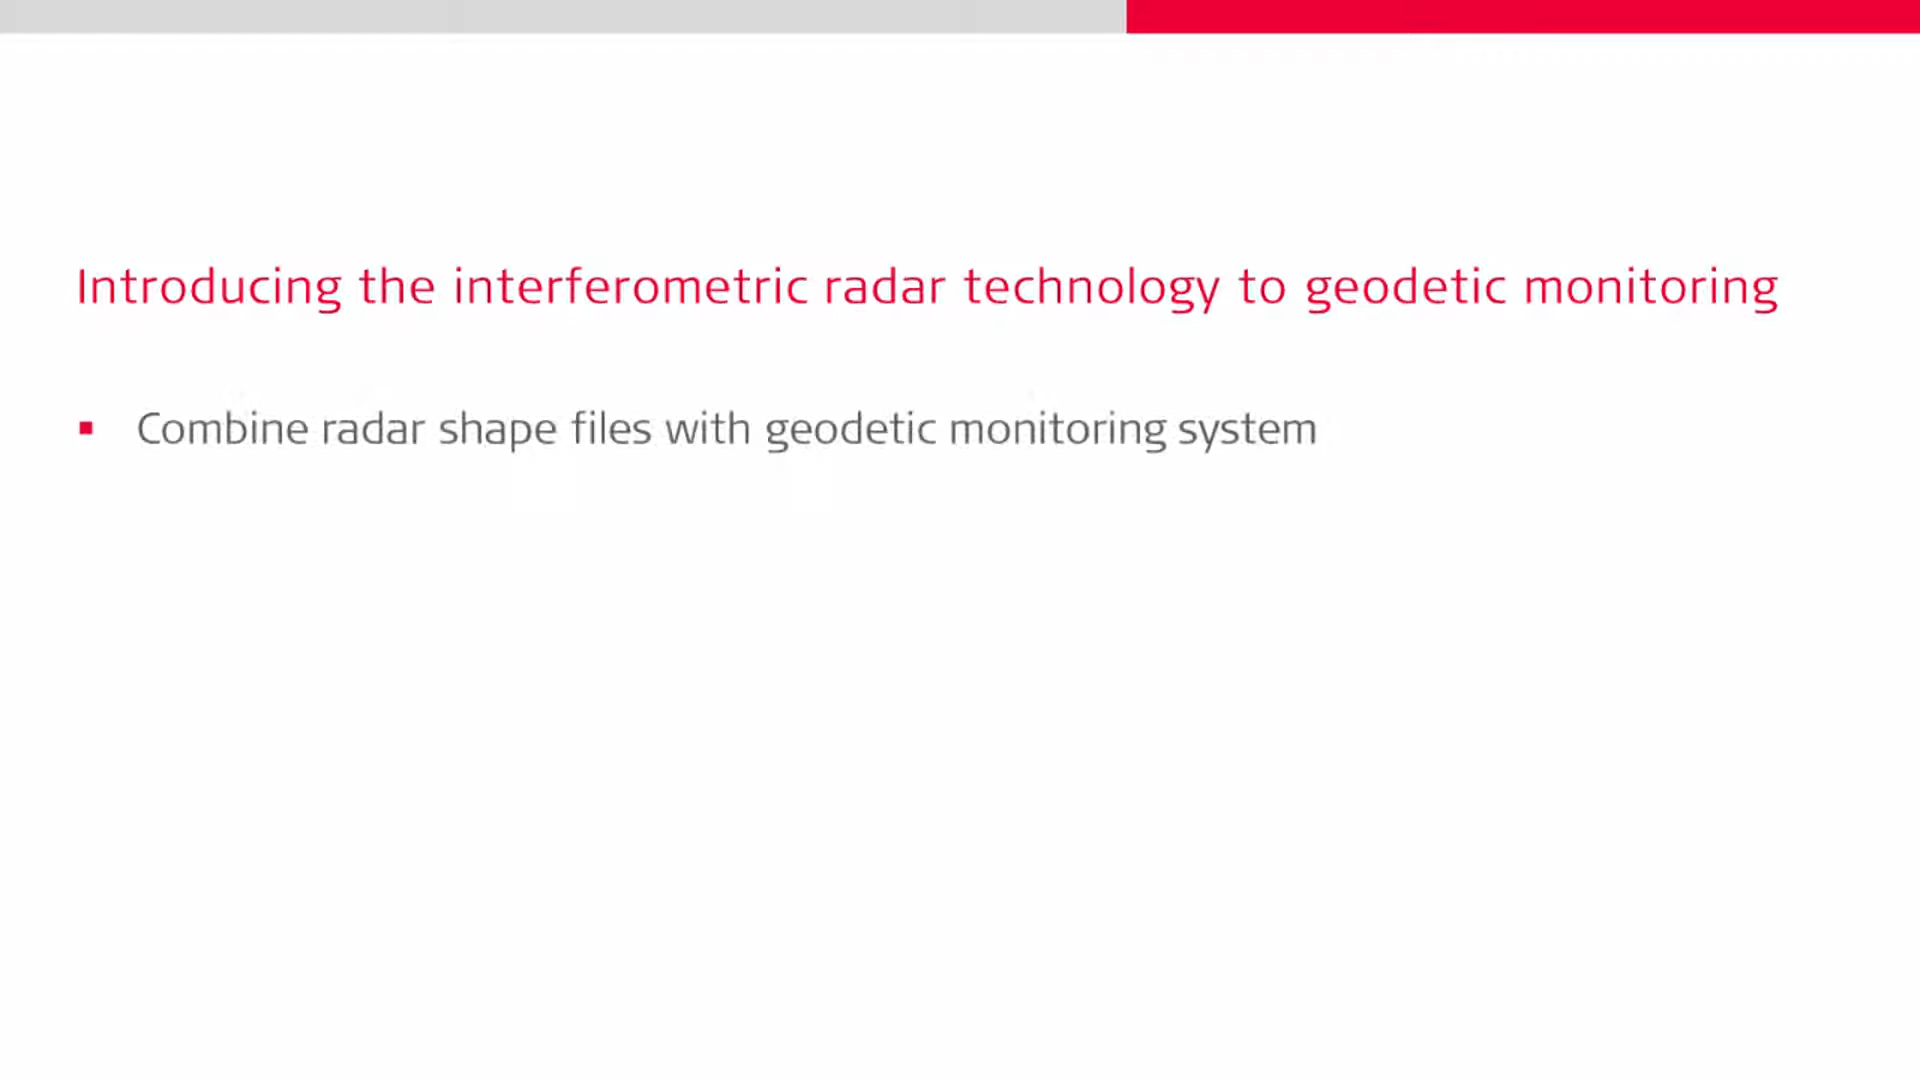 Introducing the interferometric radar technology to geodetic monitoring
▪ Combine radar shape files with geodetic monitoring system